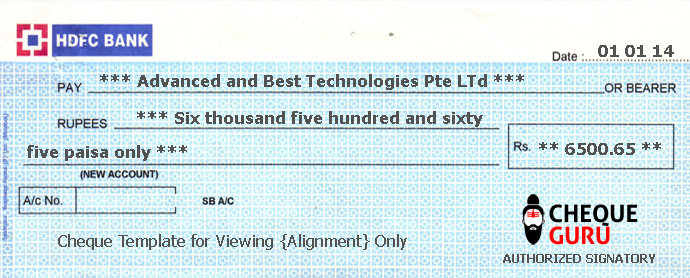 HDFC BANK
Date : 01 01 14
PAY *** Advanced and Best Technologies Pte LTd *** OR BEARER
RUPEES *** Six thousand five hundred and sixty
five paisa only ***
Rs. ** 6500.65 **
(NEW ACCOUNT)
A/c No. SB A/C
CHEQUE
GURU
Cheque Template for Viewing {Alignment} Only
AUTHORIZED SIGNATORY